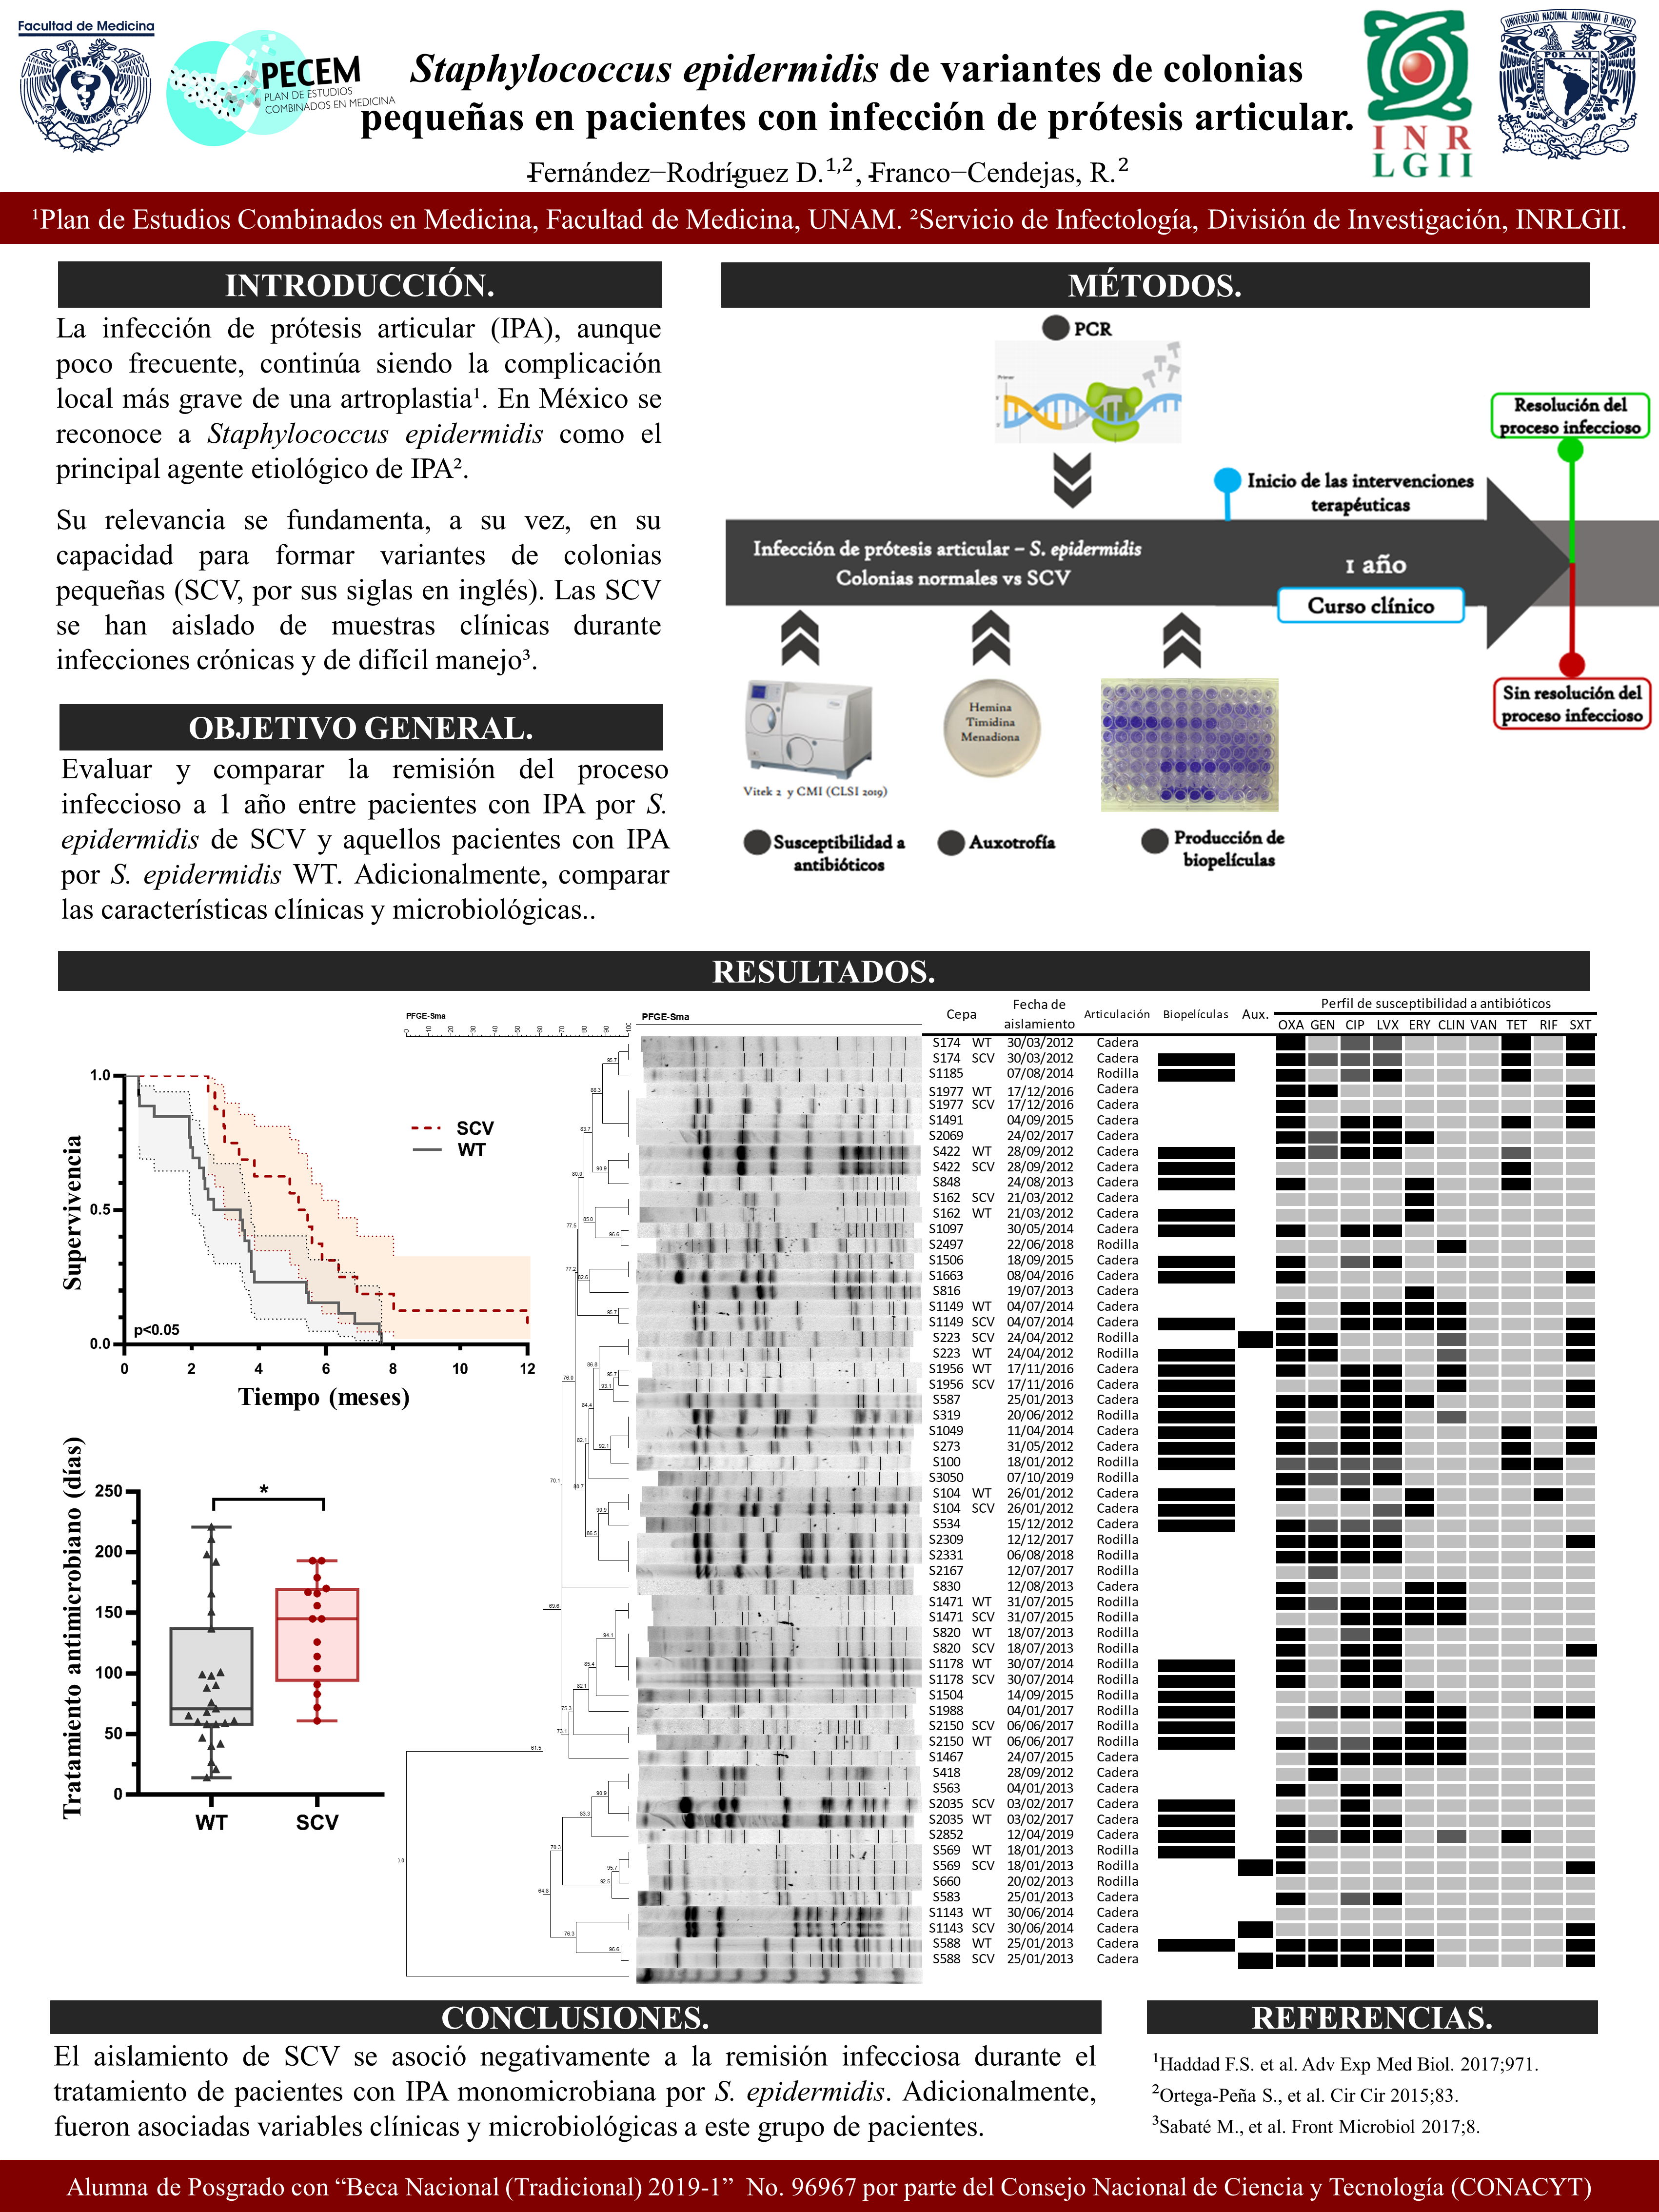 Facultad de Medicina
Aliis Vivere
PECEM
PLAN DE ESTUDIOS
COMBINADOS EN MEDICINA
Staphylococcus epidermidis de variantes de colonias
pequeñas en pacientes con infección de prótesis articular.
Fernández–Rodríguez D.¹,², Franco–Cendejas, R.²
INR
LGII
UNIVERSIDAD NACIONAL AUTONOMA D MEXICO
¹Plan de Estudios Combinados en Medicina, Facultad de Medicina, UNAM. ²Servicio de Infectología, División de Investigación, INRLGII.
INTRODUCCIÓN.
La infección de prótesis articular (IPA), aunque
poco frecuente, continúa siendo la complicación
local más grave de una artroplastia¹. En México se
reconoce a Staphylococcus epidermidis como el
principal agente etiológico de IPA².
Su relevancia se fundamenta, a su vez, en su
capacidad para formar variantes de colonias
pequeñas (SCV, por sus siglas en inglés). Las SCV
se han aislado de muestras clínicas durante
infecciones crónicas y de difícil manejo³.
OBJETIVO GENERAL.
Evaluar y comparar la remisión del proceso
infeccioso a 1 año entre pacientes con IPA por S.
epidermidis de SCV y aquellos pacientes con IPA
por S. epidermidis WT. Adicionalmente, comparar
las características clínicas y microbiológicas..
MÉTODOS.
PCR
Primer
Inicio de las intervenciones
terapéuticas
Resolución del
proceso infeccioso
Infección de prótesis articular – S. epidermidis
Colonias normales vs SCV
1 año
Curso clínico
Sin resolución del
proceso infeccioso
Hemina
Timidina
Menadiona
Vitek 2 y CMI (CLSI 2019)
Susceptibilidad a
antibióticos
Auxotrofía
Producción de
biopelículas
RESULTADOS.
1.0
0.5
0.0
Supervivencia
SCV
WT
p<0.05
0 2 4 6 8 10 12
Tiempo (meses)
Tratamiento antimicrobiano (días)
250
200
150
100
50
0
*
WT SCV
PFGE-Sma
PFGE-Sma
Cepa Fecha de aislamiento Articulación Biopelículas Aux. Perfil de susceptibilidad a antibióticos
OXA GEN CIP LVX ERY CLIN VAN TET RIF SXT
S174 WT 30/03/2012 Cadera
S174 SCV 30/03/2012 Cadera
S1185 07/08/2014 Rodilla
S1977 WT 17/12/2016 Cadera
S1977 SCV 17/12/2016 Cadera
S1491 04/09/2015 Cadera
S2069 24/02/2017 Cadera
S422 WT 28/09/2012 Cadera
S422 SCV 28/09/2012 Cadera
S848 24/08/2013 Cadera
S162 SCV 21/03/2012 Cadera
S162 WT 21/03/2012 Cadera
S1097 30/05/2014 Cadera
S2497 22/06/2018 Rodilla
S1506 18/09/2015 Cadera
S1663 08/04/2016 Cadera
S816 19/07/2013 Cadera
S1149 WT 04/07/2014 Cadera
S1149 SCV 04/07/2014 Cadera
S223 SCV 24/04/2012 Rodilla
S223 WT 24/04/2012 Rodilla
S1956 WT 17/11/2016 Cadera
S1956 SCV 17/11/2016 Cadera
S587 25/01/2013 Cadera
S319 20/06/2012 Rodilla
S1049 11/04/2014 Cadera
S273 31/05/2012 Cadera
S100 18/01/2012 Rodilla
S3050 07/10/2019 Rodilla
S104 WT 26/01/2012 Cadera
S104 SCV 26/01/2012 Cadera
S534 15/12/2012 Cadera
S2309 12/12/2017 Rodilla
S2331 06/08/2018 Rodilla
S2167 12/07/2017 Rodilla
S830 12/08/2013 Cadera
S1471 WT 31/07/2015 Rodilla
S1471 SCV 31/07/2015 Rodilla
S820 WT 18/07/2013 Rodilla
S820 SCV 18/07/2013 Rodilla
S1178 WT 30/07/2014 Rodilla
S1178 SCV 30/07/2014 Rodilla
S1504 14/09/2015 Rodilla
S1988 04/01/2017 Rodilla
S2150 SCV 06/06/2017 Rodilla
S2150 WT 06/06/2017 Rodilla
S1467 24/07/2015 Cadera
S418 28/09/2012 Cadera
S563 04/01/2013 Cadera
S2035 SCV 03/02/2017 Cadera
S2035 WT 03/02/2017 Cadera
S2852 12/04/2019 Cadera
S569 WT 18/01/2013 Rodilla
S569 SCV 18/01/2013 Rodilla
S660 20/02/2013 Rodilla
S583 25/01/2013 Cadera
S1143 WT 30/06/2014 Cadera
S1143 SCV 30/06/2014 Cadera
S588 WT 25/01/2013 Cadera
S588 SCV 25/01/2013 Cadera
CONCLUSIONES.
El aislamiento de SCV se asoció negativamente a la remisión infecciosa durante el
tratamiento de pacientes con IPA monomicrobiana por S. epidermidis. Adicionalmente,
fueron asociadas variables clínicas y microbiológicas a este grupo de pacientes.
REFERENCIAS.
¹Haddad F.S. et al. Adv Exp Med Biol. 2017;971.
²Ortega-Peña S., et al. Cir Cir 2015;83.
³Sabaté M., et al. Front Microbiol 2017;8.
Alumna de Posgrado con “Beca Nacional (Tradicional) 2019-1” No. 96967 por parte del Consejo Nacional de Ciencia y Tecnología (CONACYT)